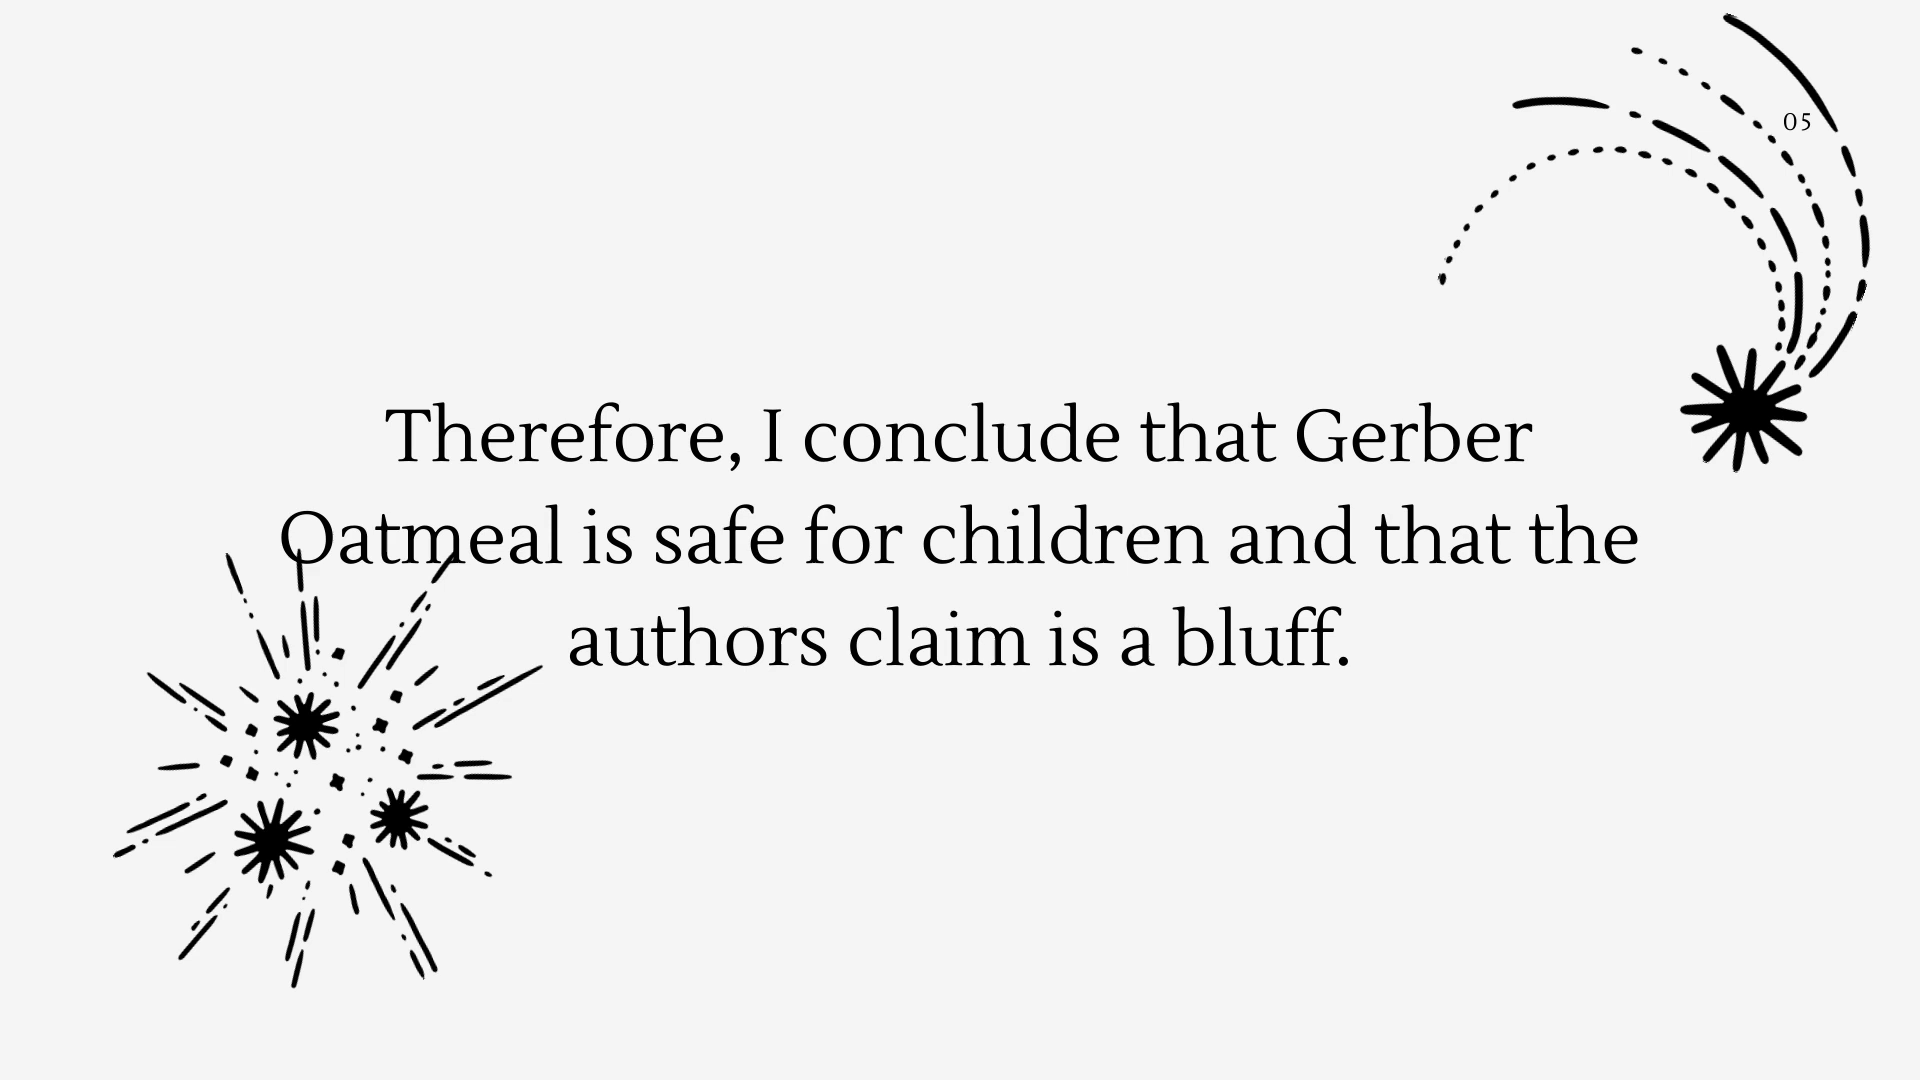 05
Therefore, I conclude that Gerber
Oatmeal is safe for children and that the
authors claim is a bluff.